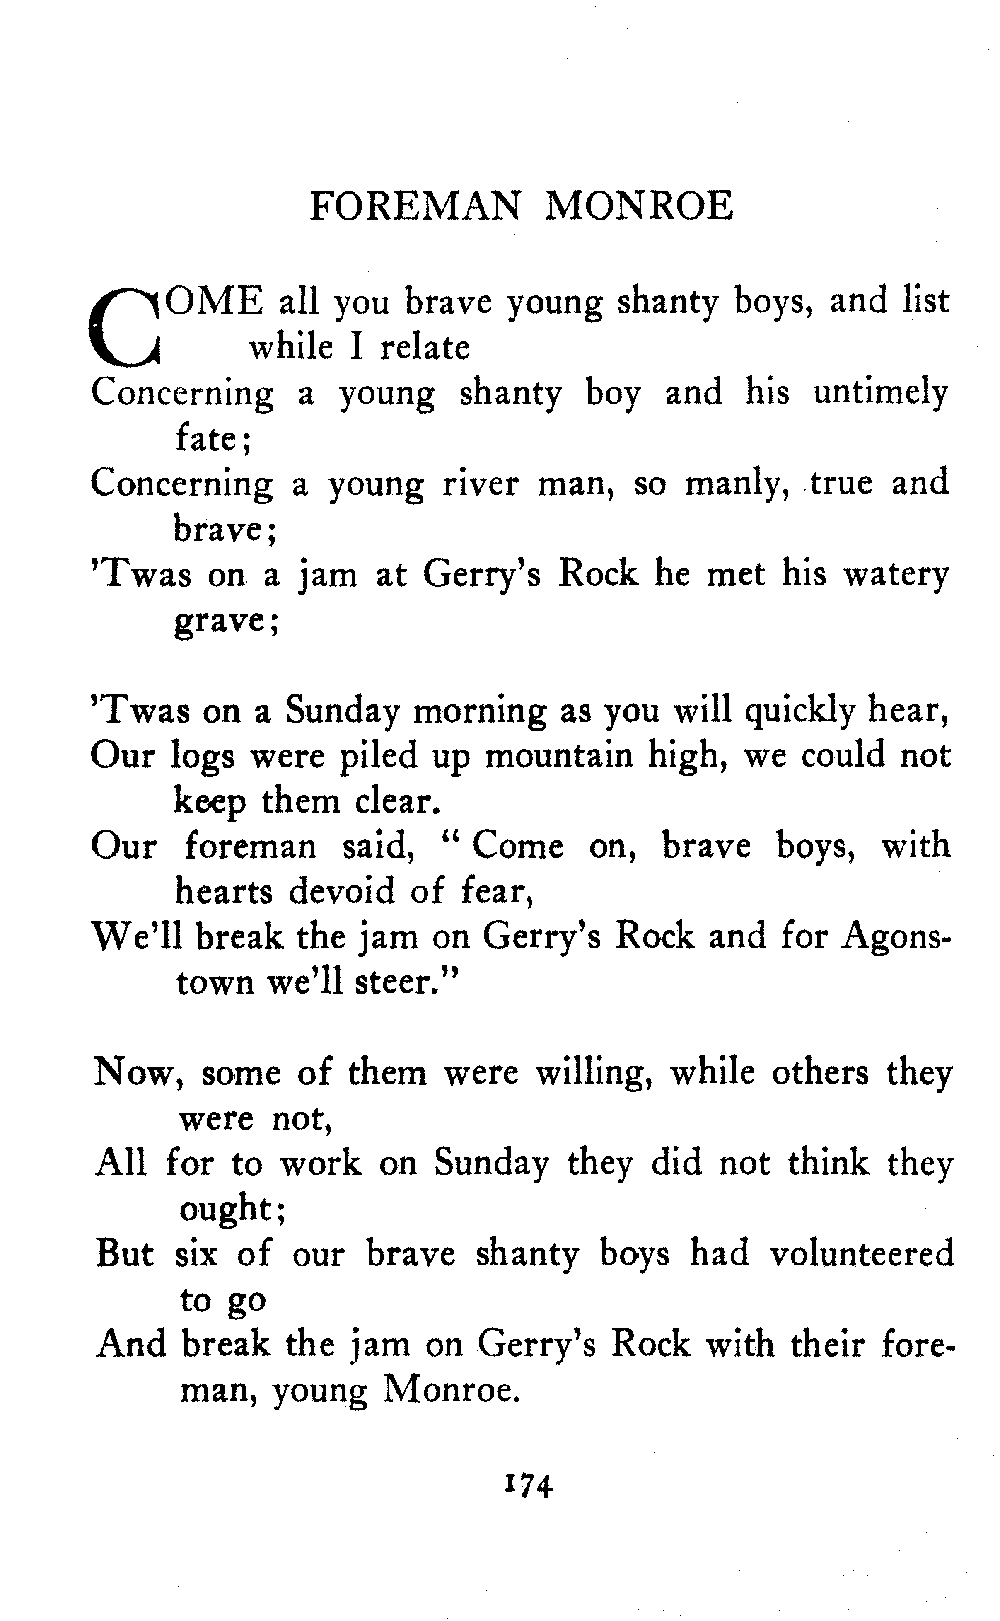 FOREMAN MONROE
COME all you brave young shanty boys, and list
while I relate
Concerning a young shanty boy and his untimely
fate;
Concerning a young river man, so manly, true and
brave;
'Twas on a jam at Gerry's Rock he met his watery
grave;
'Twas on a Sunday morning as you will quickly hear,
Our logs were piled up mountain high, we could not
keep them clear.
Our foreman said, " Come on, brave boys, with
hearts devoid of fear,
We'll break the jam on Gerry's Rock and for Agons-
town we'll steer."
Now, some of them were willing, while others they
were not,
All for to work on Sunday they did not think they
ought;
But six of our brave shanty boys had volunteered
to go
And break the jam on Gerry's Rock with their fore-
man, young Monroe.
174